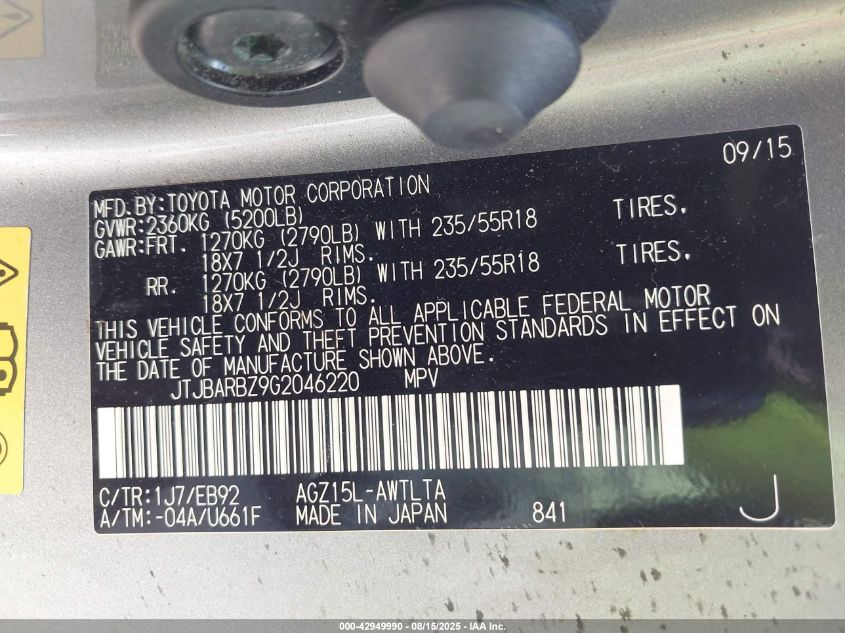 09/15
MFD.BY:TOYOTA MOTOR CORPORATION
GVWR:2360KG (5200LB)
GAWR:FRT. 1270KG (2790LB) WITH 235/55R18 TIRES.
18X7 1/2J RIMS.
RR. 1270KG (2790LB) WITH 235/55R18 TIRES.
18X7 1/2J RIMS.
THIS VEHICLE CONFORMS TO ALL APPLICABLE FEDERAL MOTOR
VEHICLE SAFETY AND THEFT PREVENTION STANDARDS IN EFFECT ON
THE DATE OF MANUFACTURE SHOWN ABOVE.
JTJBARBZ9G2046220 MPV
C/TR:1J7/EB92 AGZ15L-AWTLTA
A/TM:-04A/U661F MADE IN JAPAN 841 J
000-42949990 - 08/15/2025 - IAA Inc.